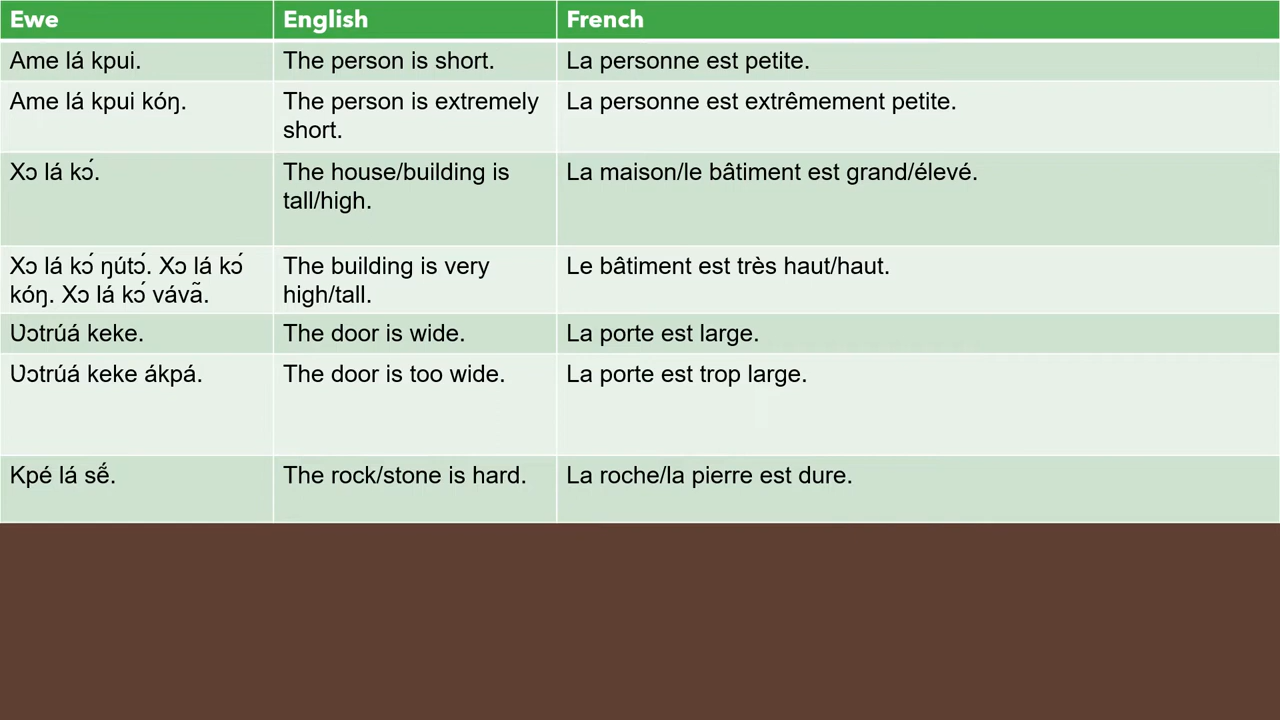 Ewe English French
Ame lá kpui. The person is short. La personne est petite.
Ame lá kpui kóŋ. The person is extremely La personne est extrêmement petite.
short.
Xɔ lá kɔ́. The house/building is La maison/le bâtiment est grand/élevé.
tall/high.
Xɔ lá kɔ́ ŋútɔ́. Xɔ lá kɔ́ The building is very Le bâtiment est très haut/haut.
kóŋ. Xɔ lá kɔ́ vávã. high/tall.
Ʋɔtrúá keke. The door is wide. La porte est large.
Ʋɔtrúá keke ákpá. The door is too wide. La porte est trop large.
Kpé lá sẽ́. The rock/stone is hard. La roche/la pierre est dure.